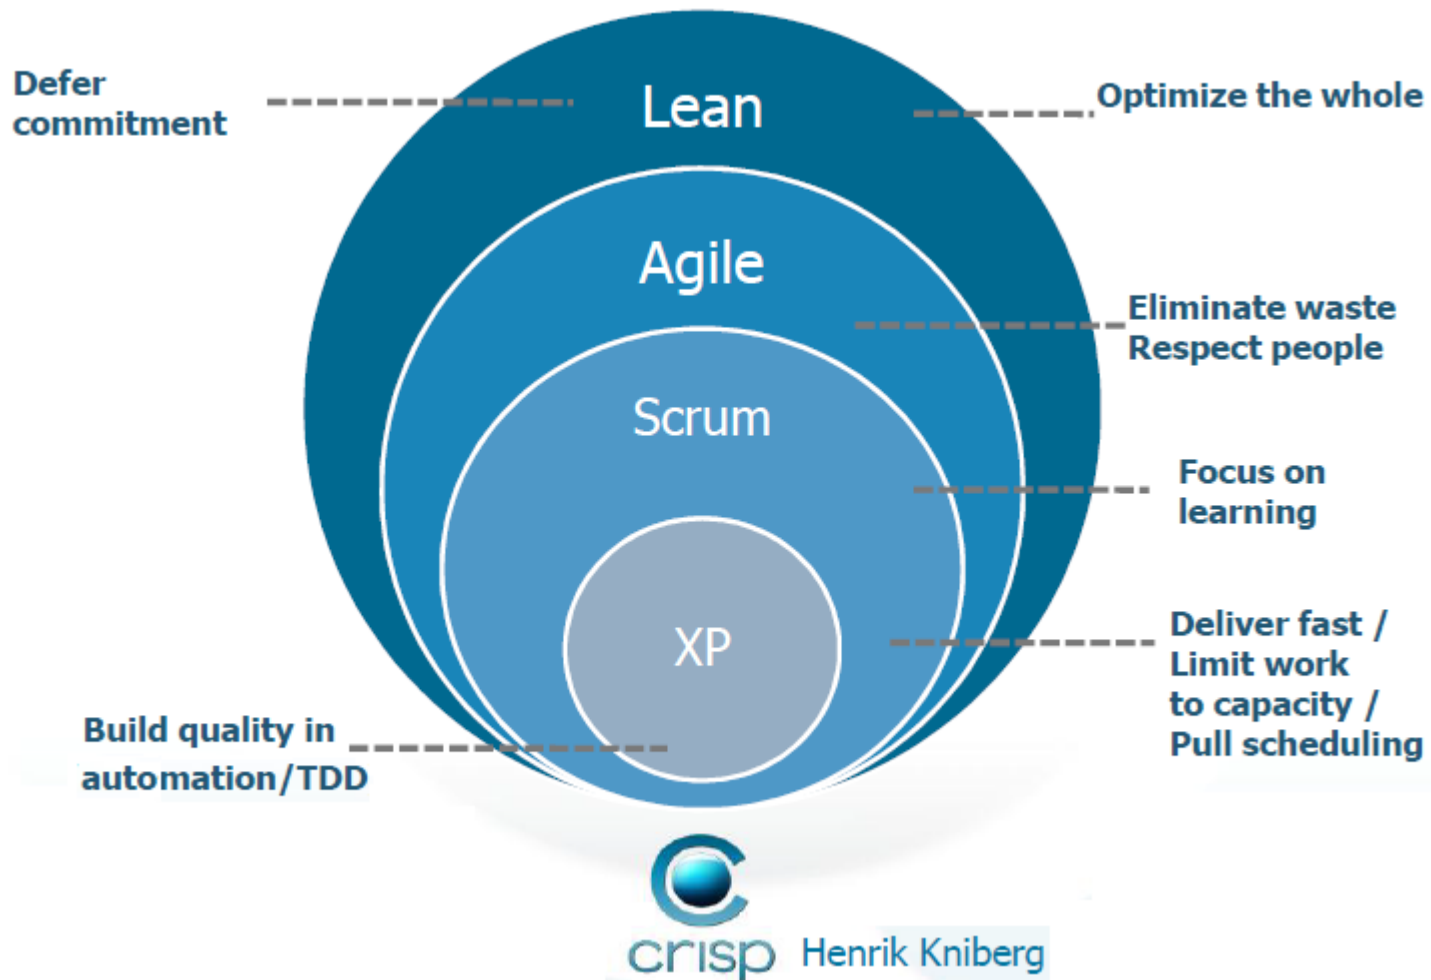 Defer
commitment
Lean
Optimize the whole
Agile
Eliminate waste
Respect people
Scrum
Focus on
learning
XP
Deliver fast /
Limit work
to capacity /
Pull scheduling
Build quality in
automation/TDD
crisp
Henrik Kniberg